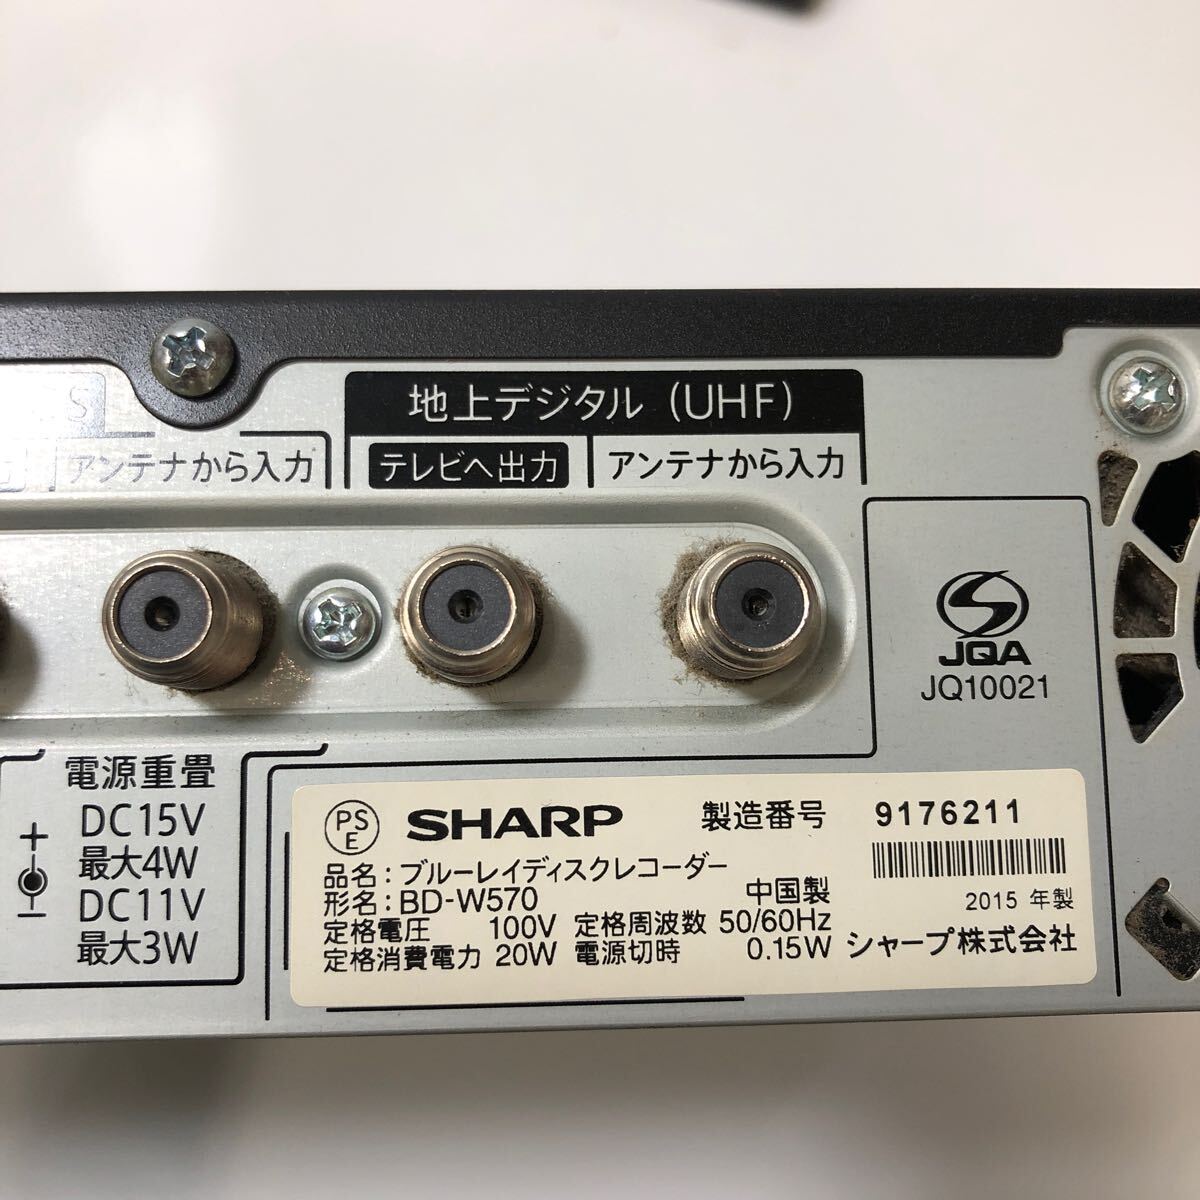 地上デジタル (UHF)
アンテナから入力
テレビへ出力
アンテナから入力
JQA
JQ10021
電源重畳
DC15V
最大4W
DC11V
最大3W
+
−
PSE
SHARP 製造番号 9176211
品名:ブルーレイディスクレコーダー
形名:BD-W570 中国製 2015 年製
定格電圧 100V 定格周波数 50/60Hz
定格消費電力 20W 電源切時 0.15W シャープ株式会社